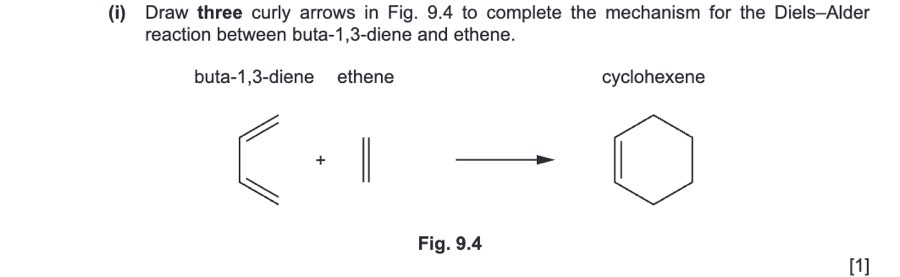 (i) Draw three curly arrows in Fig. 9.4 to complete the mechanism for the Diels–Alder
reaction between buta-1,3-diene and ethene.
buta-1,3-diene ethene cyclohexene
+
Fig. 9.4
[1]